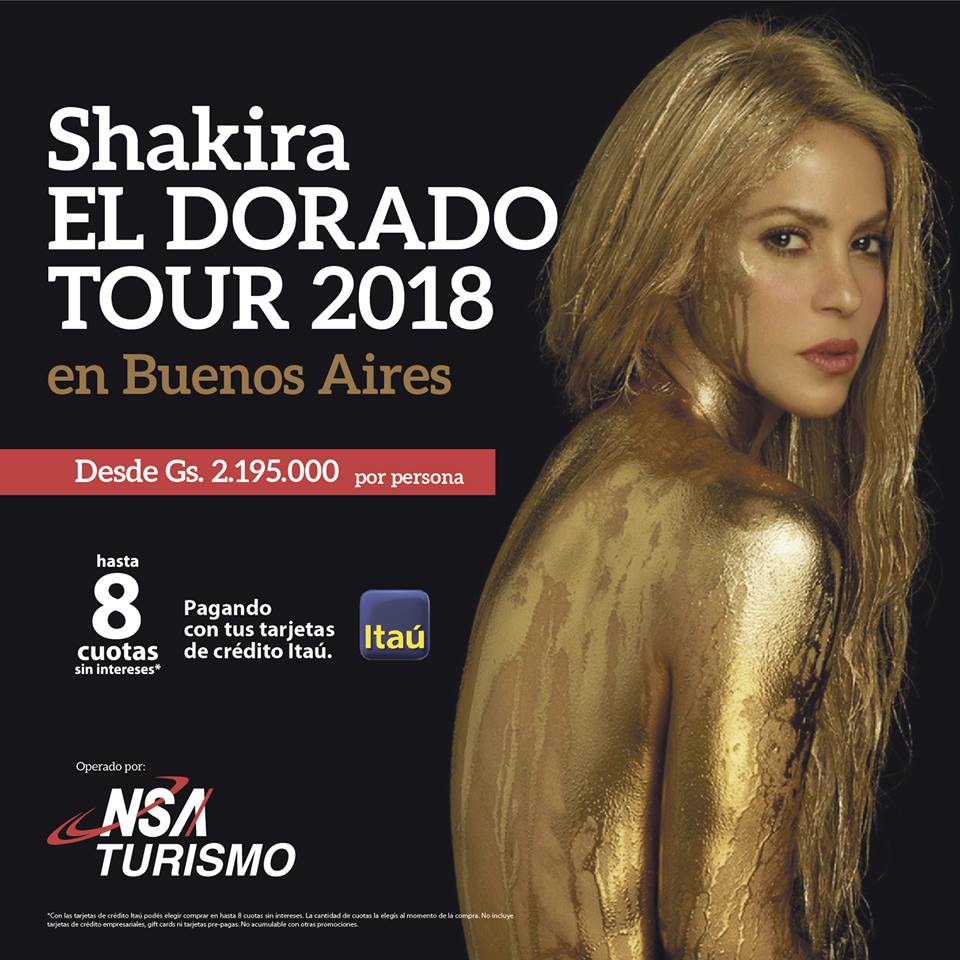 Shakira
EL DORADO
TOUR 2018
en Buenos Aires
Desde Gs. 2.195.000 por persona
hasta
8
cuotas
sin intereses*
Pagando
con tus tarjetas
de crédito Itaú.
Itaú
Operado por:
NSA
TURISMO
*Con las tarjetas de crédito Itaú podés elegir comprar en hasta 8 cuotas sin intereses. La cantidad de cuotas la elegís al momento de la compra. No incluye
tarjetas de crédito empresariales, gift cards ni tarjetas pre-pagas. No acumulable con otras promociones.